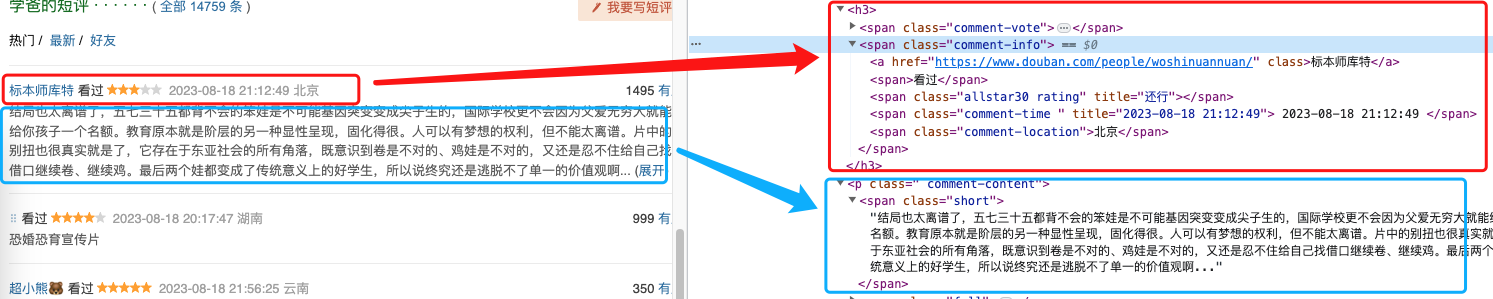 学爸的短评 · · · · · · ( 全部 14759 条 )
我要写短评
热门 / 最新 / 好友
标本师库特 看过 2023-08-18 21:12:49 北京
1495 有
结局也太离谱了，五七三十五都背不会的笨娃是不可能基因突变变成尖子生的，国际学校更不会因为父爱无穷大就能
给你孩子一个名额。教育原本就是阶层的另一种显性呈现，固化得很。人可以有梦想的权利，但不能太离谱。片中的
别扭也很真实就是了，它存在于东亚社会的所有角落，既意识到卷是不对的、鸡娃是不对的，又还是忍不住给自己找
借口继续卷、继续鸡。最后两个娃都变成了传统意义上的好学生，所以说终究还是逃脱不了单一的价值观啊... (展开
看过 2023-08-18 20:17:47 湖南
999 有
恐婚恐育宣传片
超小熊🐻 看过 2023-08-18 21:56:25 云南
350 有
...
<h3>
<span class="comment-vote"> … </span>
<span class="comment-info"> == $0
<a href="https://www.douban.com/people/woshinuannuan/" class>标本师库特</a>
<span>看过</span>
<span class="allstar30 rating" title="还行"></span>
<span class="comment-time " title="2023-08-18 21:12:49"> 2023-08-18 21:12:49 </span>
<span class="comment-location">北京</span>
</span>
</h3>
<p class=" comment-content">
<span class="short">
"结局也太离谱了，五七三十五都背不会的笨娃是不可能基因突变变成尖子生的，国际学校更不会因为父爱无穷大就能给
名额。教育原本就是阶层的另一种显性呈现，固化得很。人可以有梦想的权利，但不能太离谱。片中的别扭也很真实就
于东亚社会的所有角落，既意识到卷是不对的、鸡娃是不对的，又还是忍不住给自己找借口继续卷、继续鸡。最后两个
统意义上的好学生，所以说终究还是逃脱不了单一的价值观啊..."
</span>